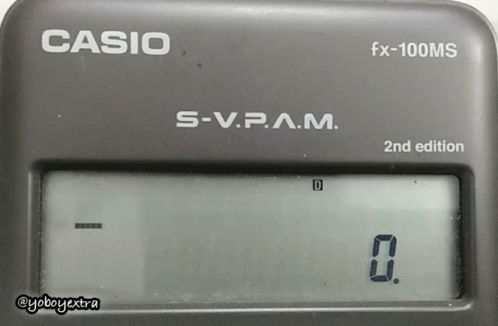 CASIO
fx-100MS
S-V.P.A.M.
2nd edition
D
0.
@yoboyextra